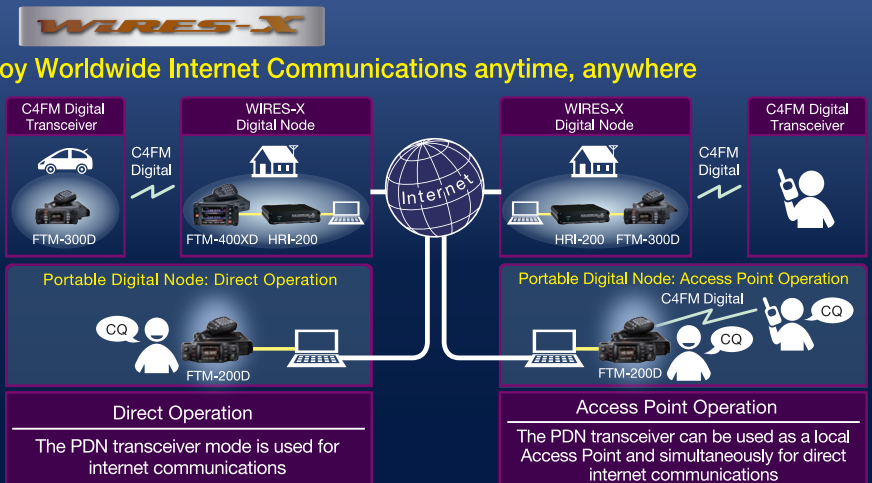 WIRES-X
oy Worldwide Internet Communications anytime, anywhere
C4FM Digital
Transceiver
C4FM
Digital
FTM-300D
WIRES-X
Digital Node
FTM-400XD HRI-200
Internet
WIRES-X
Digital Node
HRI-200 FTM-300D
C4FM
Digital
C4FM Digital
Transceiver
Portable Digital Node: Direct Operation
CQ
FTM-200D
Portable Digital Node: Access Point Operation
C4FM Digital
CQ
CQ
FTM-200D
Direct Operation
The PDN transceiver mode is used for
internet communications
Access Point Operation
The PDN transceiver can be used as a local
Access Point and simultaneously for direct
internet communications